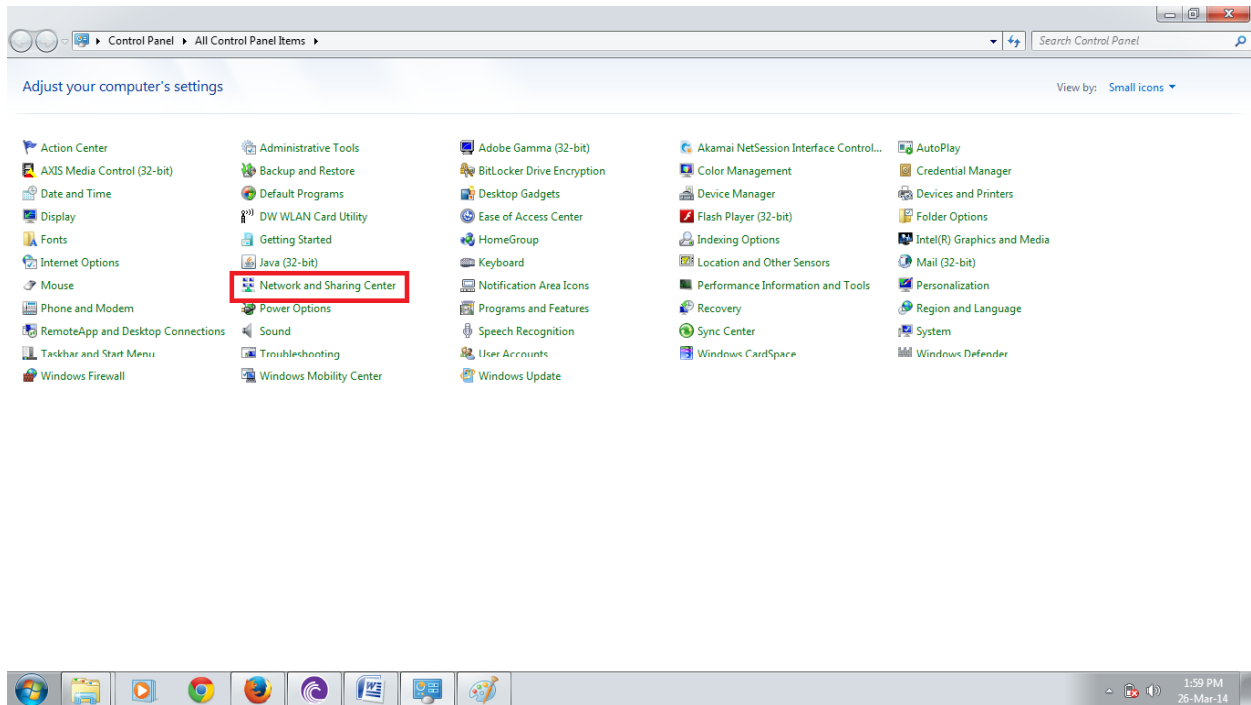 Control Panel All Control Panel Items Search Control Panel
Adjust your computer's settings View by: Small icons
Action Center Administrative Tools Adobe Gamma (32-bit) Akamai NetSession Interface Control... AutoPlay
AXIS Media Control (32-bit) Backup and Restore BitLocker Drive Encryption Color Management Credential Manager
Date and Time Default Programs Desktop Gadgets Device Manager Devices and Printers
Display DW WLAN Card Utility Ease of Access Center Flash Player (32-bit) Folder Options
Fonts Getting Started HomeGroup Indexing Options Intel(R) Graphics and Media
Internet Options Java (32-bit) Keyboard Location and Other Sensors Mail (32-bit)
Mouse Network and Sharing Center Notification Area Icons Performance Information and Tools Personalization
Phone and Modem Power Options Programs and Features Recovery Region and Language
RemoteApp and Desktop Connections Sound Speech Recognition Sync Center System
Taskbar and Start Menu Troubleshooting User Accounts Windows CardSpace Windows Defender
Windows Firewall Windows Mobility Center Windows Update
1:59 PM
26-Mar-14